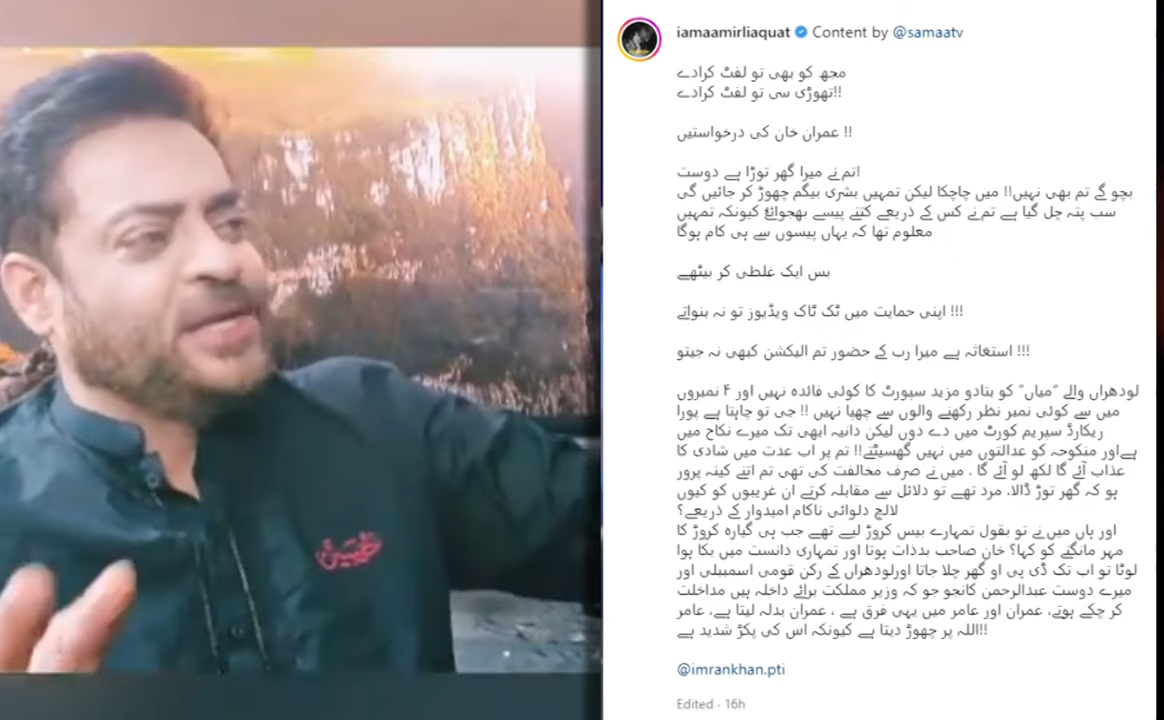 iamaamirliaquat Content by @samaatv
مجھ کو بھی تو لفٹ کرادے
تھوڑی سی تو لفٹ کرادے!!
عمران خان کی درخواستیں !!
تم نے میرا گھر توڑا ہے دوست!
بچو گے تم بھی نہیں!! میں جاچکا لیکن تمہیں بشری بیگم چھوڑ کر جائیں گی
سب پتہ چل گیا ہے تم نے کس کے ذریعے کتنے پیسے بھجوائے کیونکہ تمہیں
معلوم تھا کہ یہاں پیسوں سے ہی کام ہوگا
بس ایک غلطی کر بیٹھے
اپنی حمایت میں ٹک ٹاک ویڈیوز تو نہ بنواتے !!!
استغاثہ ہے میرا رب کے حضور تم الیکشن کبھی نہ جیتو !!!
لودھراں والے “میاں” کو بتادو مزید سپورٹ کا کوئی فائدہ نہیں اور ۴ نمبروں
میں سے کوئی نمبر نظر رکھنے والوں سے چھپا نہیں !! جی تو چاہتا ہے پورا
ریکارڈ سپریم کورٹ میں دے دوں لیکن دانیہ ابھی تک میرے نکاح میں
ہےاور منکوحہ کو عدالتوں میں نہیں گھسیٹتے!! تم پر اب عدت میں شادی کا
عذاب آئے گا لکھ لو آئے گا . میں نے صرف مخالفت کی تھی تم اتنے کینہ پرور
ہو کہ گھر توڑ ڈالا، مرد تھے تو دلائل سے مقابلہ کرتے ان غریبوں کو کیوں
لالچ دلوائی ناکام امیدوار کے ذریعے؟
اور ہاں میں نے تو بقول تمہارے بیس کروڑ لیے تھے جب ہی گیارہ کروڑ کا
مہر مانگنے کو کہا؟ خان صاحب بذذات ہوتا اور تمہاری دانست میں بکا ہوا
لوٹا تو اب تک ڈی پی او گھر چلا جاتا اورلودھراں کے رکن قومی اسمبلی اور
میرے دوست عبدالرحمن کانجو جو کہ وزیر مملکت برائے داخلہ ہیں مداخلت
کر چکے ہوتے، عمران اور عامر میں یہی فرق ہے ، عمران بدلہ لیتا ہے، عامر
اللہ پر چھوڑ دیتا ہے کیونکہ اس کی پکڑ شدید ہے!!
@imrankhan.pti
Edited · 16h